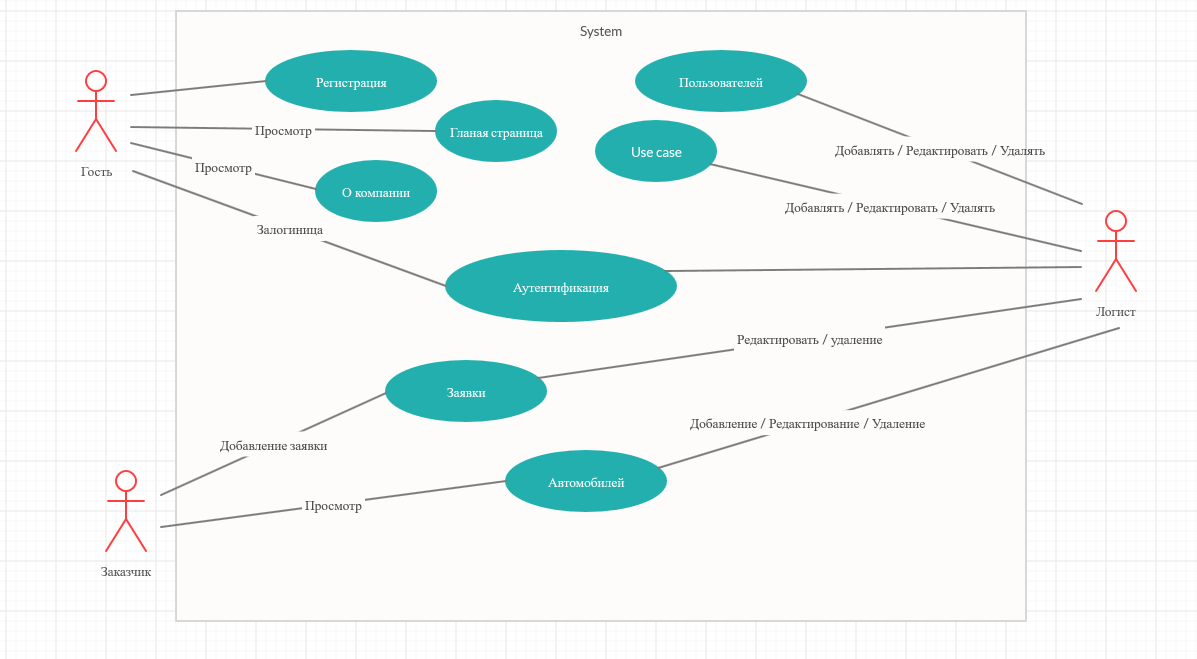 System
Регистрация
Пользователей
Просмотр
Гланая страница
Use case
Добавлять / Редактировать / Удалять
Гость
Просмотр
О компании
Добавлять / Редактировать / Удалять
Залогиница
Аутентификация
Логист
Редактировать / удаление
Заявки
Добавление / Редактирование / Удаление
Добавление заявки
Автомобилей
Просмотр
Заказчик